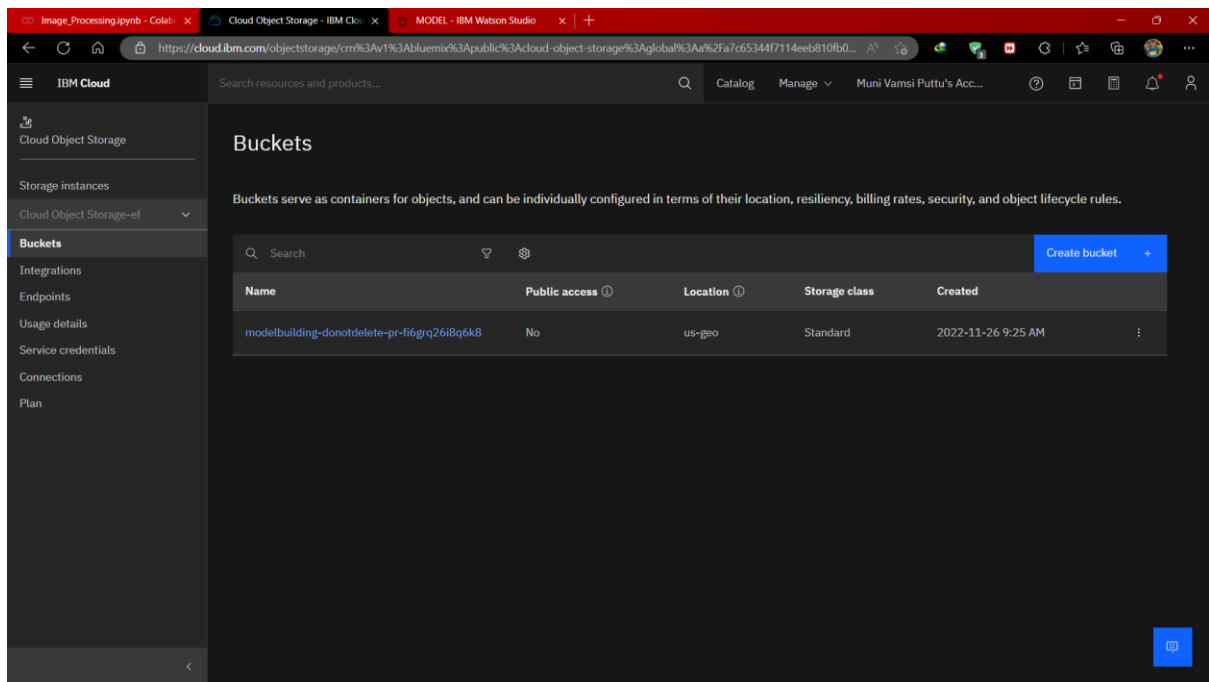 Image_Processing.ipynb - Colab
Cloud Object Storage - IBM Clou
MODEL - IBM Watson Studio
https://cloud.ibm.com/objectstorage/crn%3Av1%3Abluemix%3Apublic%3Acloud-object-storage%3Aglobal%3Aa%2Fa7c65344f7114eeb810fb0...
IBM Cloud
Search resources and products...
Catalog
Manage
Muni Vamsi Puttu's Acc...
Cloud Object Storage
Storage instances
Cloud Object Storage-ef
Buckets
Integrations
Endpoints
Usage details
Service credentials
Connections
Plan
Buckets
Buckets serve as containers for objects, and can be individually configured in terms of their location, resiliency, billing rates, security, and object lifecycle rules.
Search
Create bucket +
Name Public access Location Storage class Created
modelbuilding-donotdelete-pr-fi6grq26i8q6k8 No us-geo Standard 2022-11-26 9:25 AM